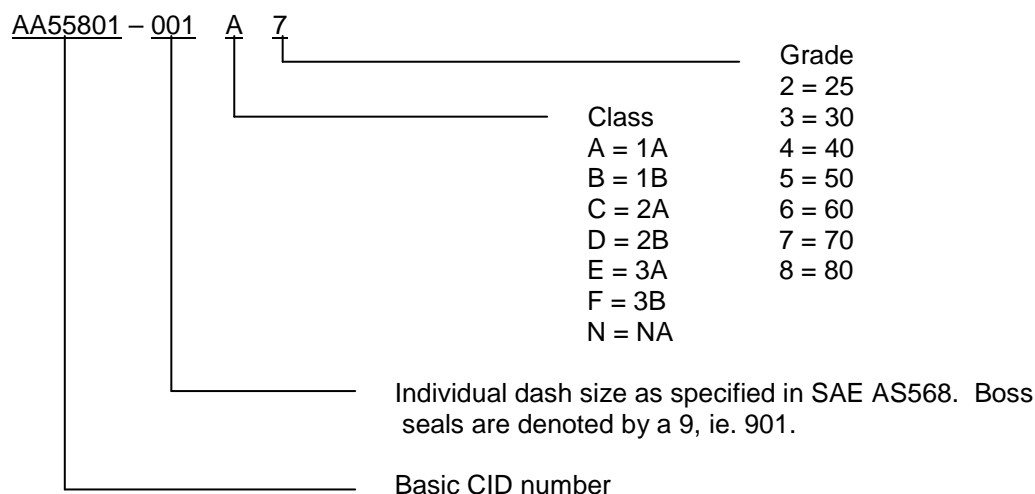 AA55801 – 001 A 7
Grade
2 = 25
Class 3 = 30
A = 1A 4 = 40
B = 1B 5 = 50
C = 2A 6 = 60
D = 2B 7 = 70
E = 3A 8 = 80
F = 3B
N = NA
Individual dash size as specified in SAE AS568. Boss
seals are denoted by a 9, ie. 901.
Basic CID number